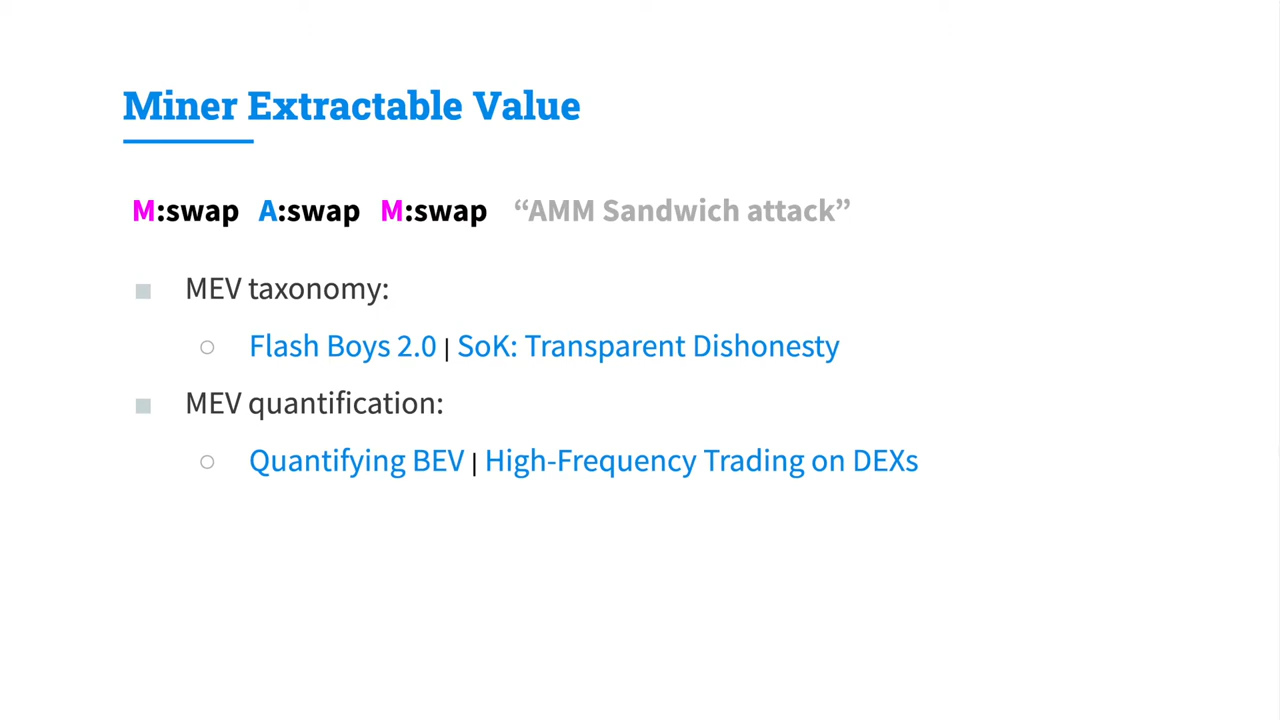 Miner Extractable Value
M:swap A:swap M:swap “AMM Sandwich attack”
MEV taxonomy:
Flash Boys 2.0 | SoK: Transparent Dishonesty
MEV quantification:
Quantifying BEV | High-Frequency Trading on DEXs